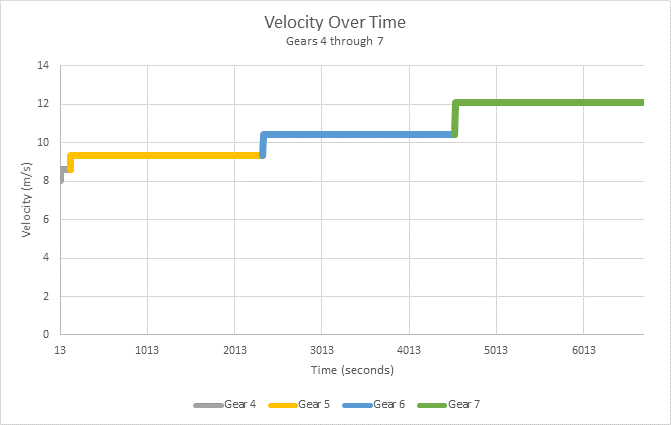 Velocity Over Time
Gears 4 through 7
14
12
10
8
6
4
2
0
Velocity (m/s)
13 1013 2013 3013 4013 5013 6013
Time (seconds)
Gear 4 Gear 5 Gear 6 Gear 7